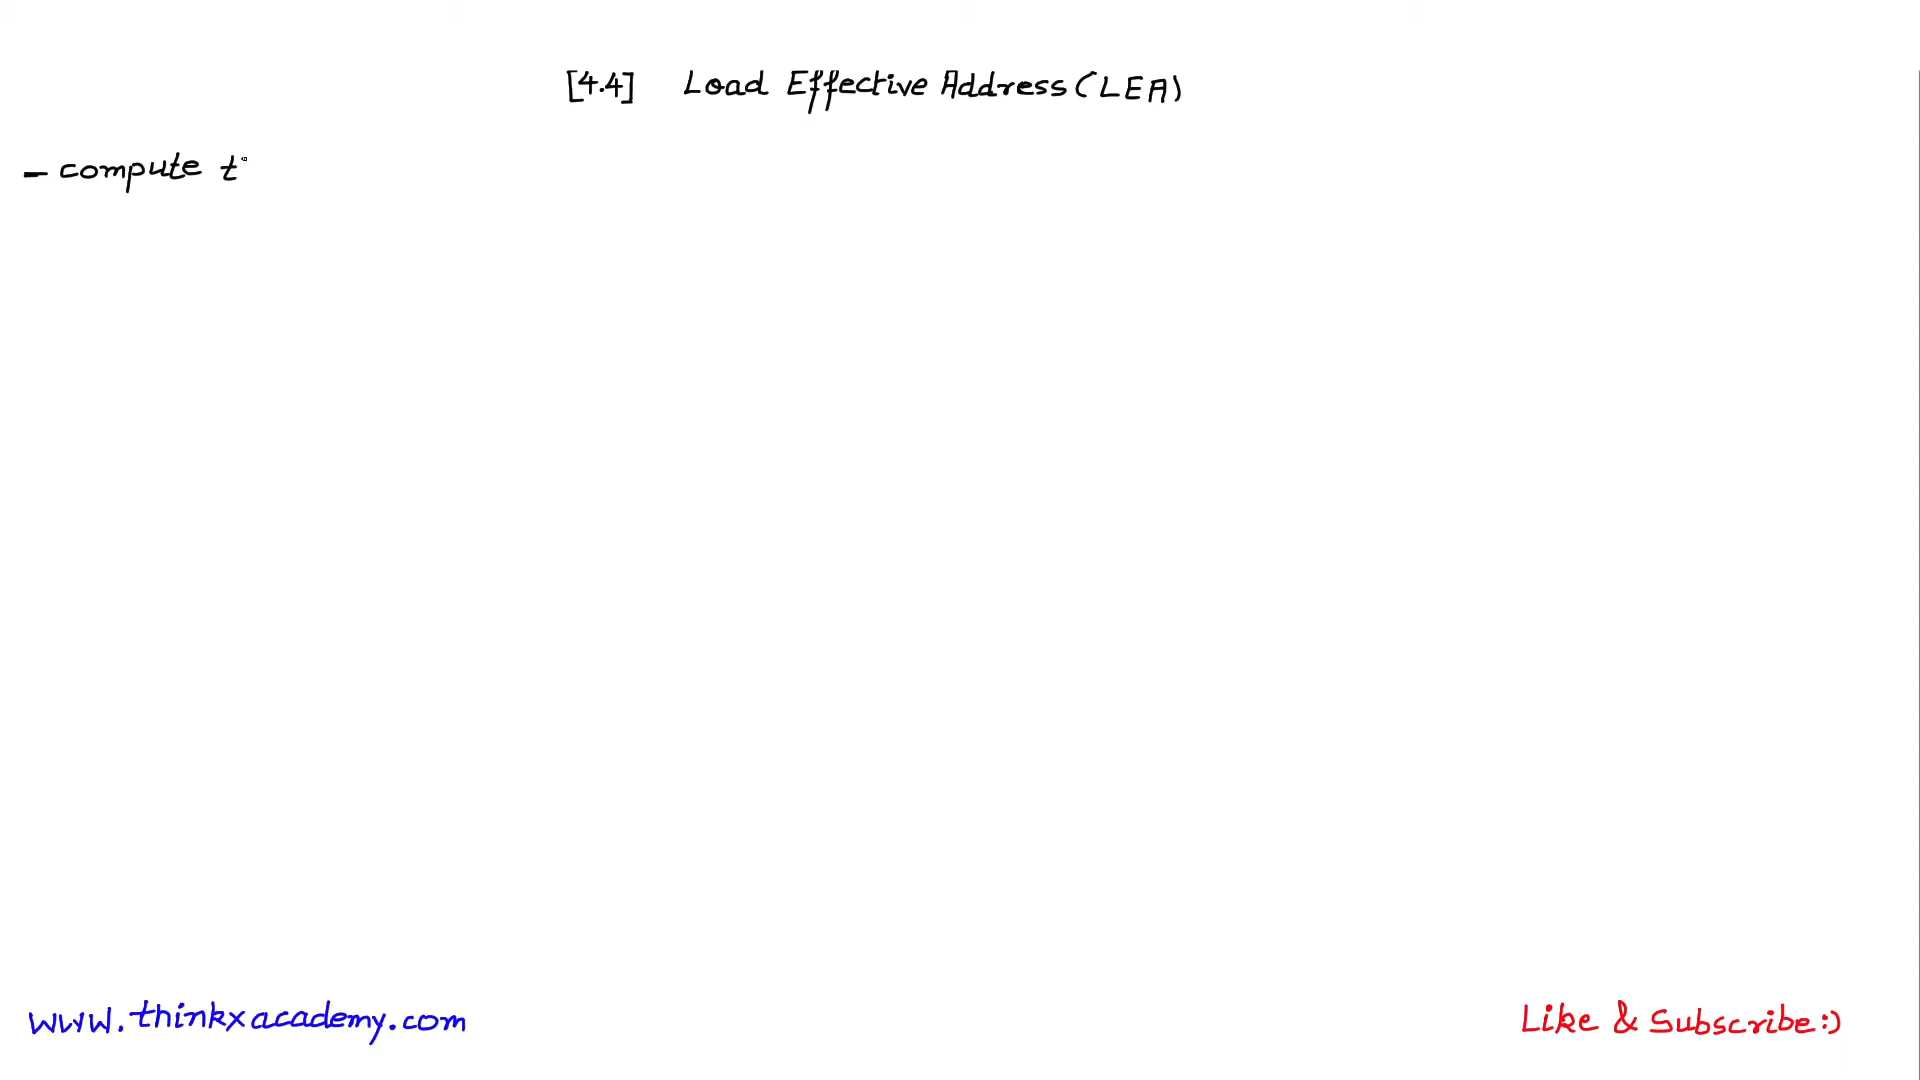 [4.4] Load Effective Address (LEA)
- compute t
www.thinkxacademy.com
Like & Subscribe :)